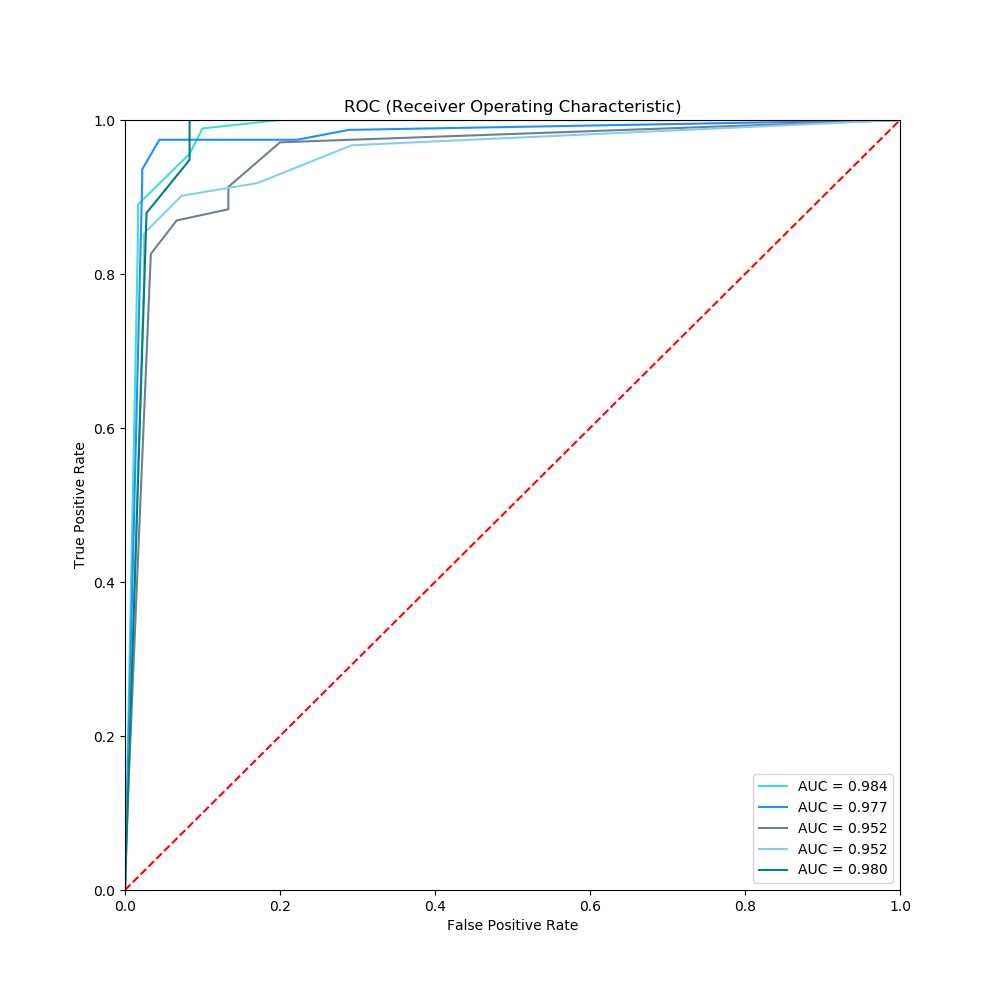 ROC (Receiver Operating Characteristic)
1.0
0.8
0.6
0.4
0.2
0.0
True Positive Rate
0.0 0.2 0.4 0.6 0.8 1.0
False Positive Rate
AUC = 0.984
AUC = 0.977
AUC = 0.952
AUC = 0.952
AUC = 0.980